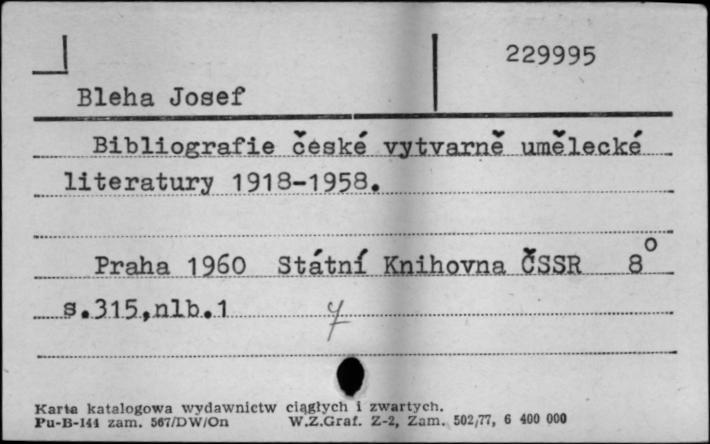 229995
Bleha Josef
Bibliografie české vytvarně umělecké
literatury 1918-1958.
Praha 1960 Státní Knihovna ČSSR 8°
s.315,nlb.1
Karta katalogowa wydawnictw ciągłych i zwartych.
Pu-B-144 zam. 567/DW/On W.Z.Graf. Z-2, Zam. 502/77, 6 400 000